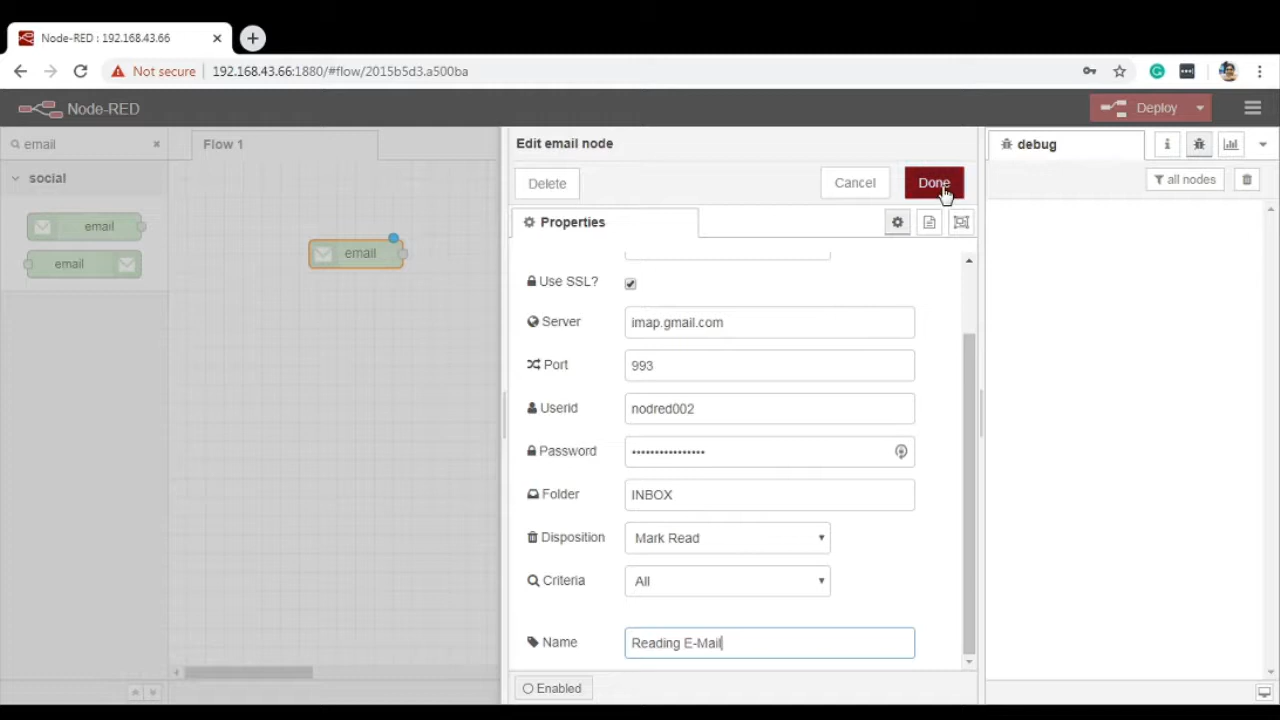 Node-RED : 192.168.43.66
Not secure
192.168.43.66:1880/#flow/2015b5d3.a500ba
Node-RED
Deploy
email
Flow 1
Edit email node
debug
social
Delete
Cancel
Done
all nodes
email
email
email
Properties
Use SSL?
Server
imap.gmail.com
Port
993
Userid
nodred002
Password
••••••••••••••••
Folder
INBOX
Disposition
Mark Read
Criteria
All
Name
Reading E-Mail
Enabled